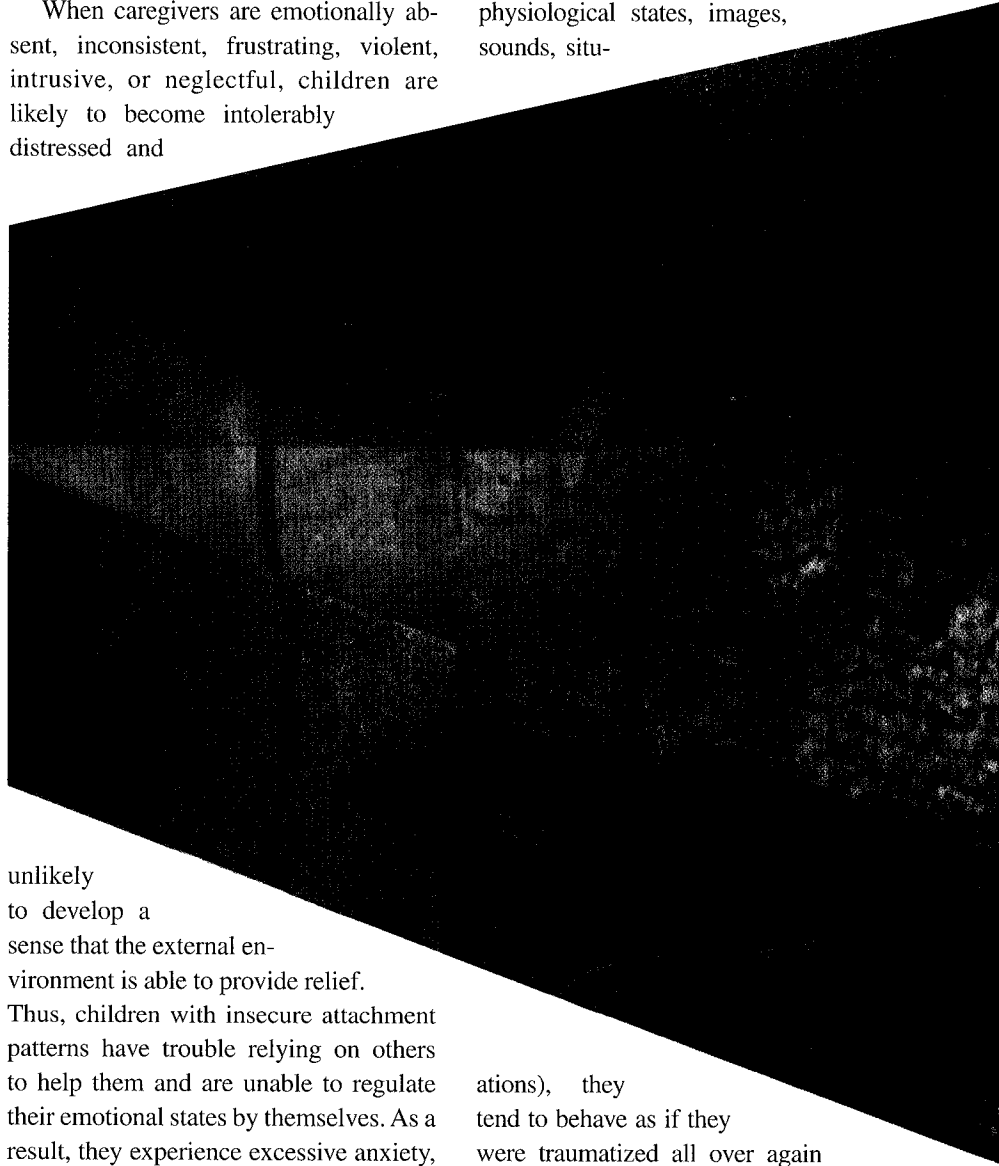 When caregivers are emotionally ab-
sent, inconsistent, frustrating, violent,
intrusive, or neglectful, children are
likely to become intolerably
distressed and
unlikely
to develop a
sense that the external en-
vironment is able to provide relief.
Thus, children with insecure attachment
patterns have trouble relying on others
to help them and are unable to regulate
their emotional states by themselves. As a
result, they experience excessive anxiety,
physiological states, images,
sounds, situ-
ations), they
tend to behave as if they
were traumatized all over again